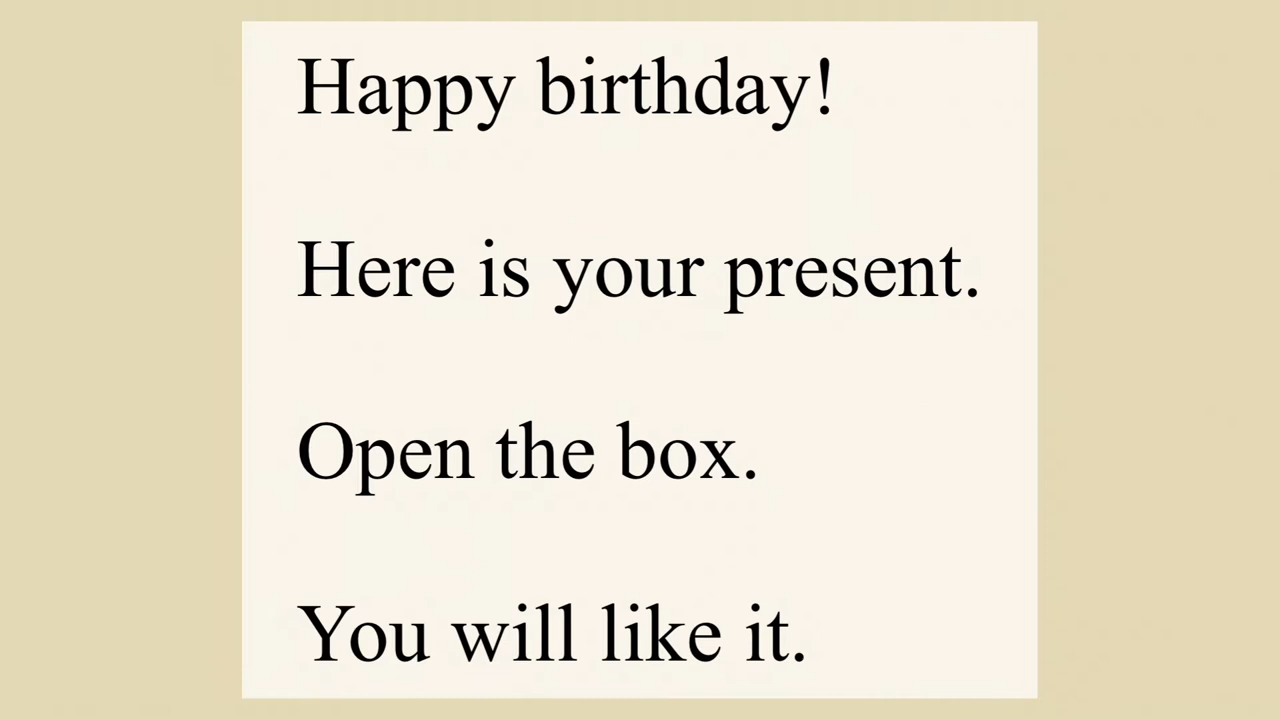 Happy birthday!
Here is your present.
Open the box.
You will like it.